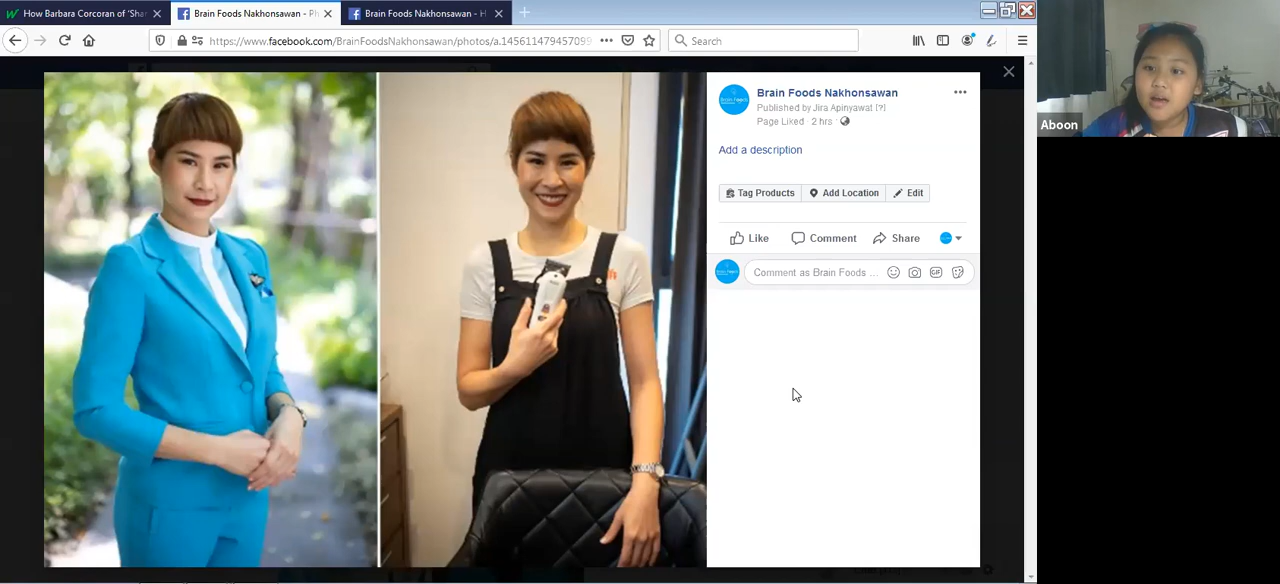 How Barbara Corcoran of 'Shar
Brain Foods Nakhonsawan - Ph
Brain Foods Nakhonsawan - H
https://www.facebook.com/BrainFoodsNakhonsawan/photos/a.145611479457099
Search
Aboon
Brain Foods Nakhonsawan
Published by Jira Apinyawat [?]
Page Liked · 2 hrs ·
Add a description
Tag Products
Add Location
Edit
Like
Comment
Share
Comment as Brain Foods ...
GIF